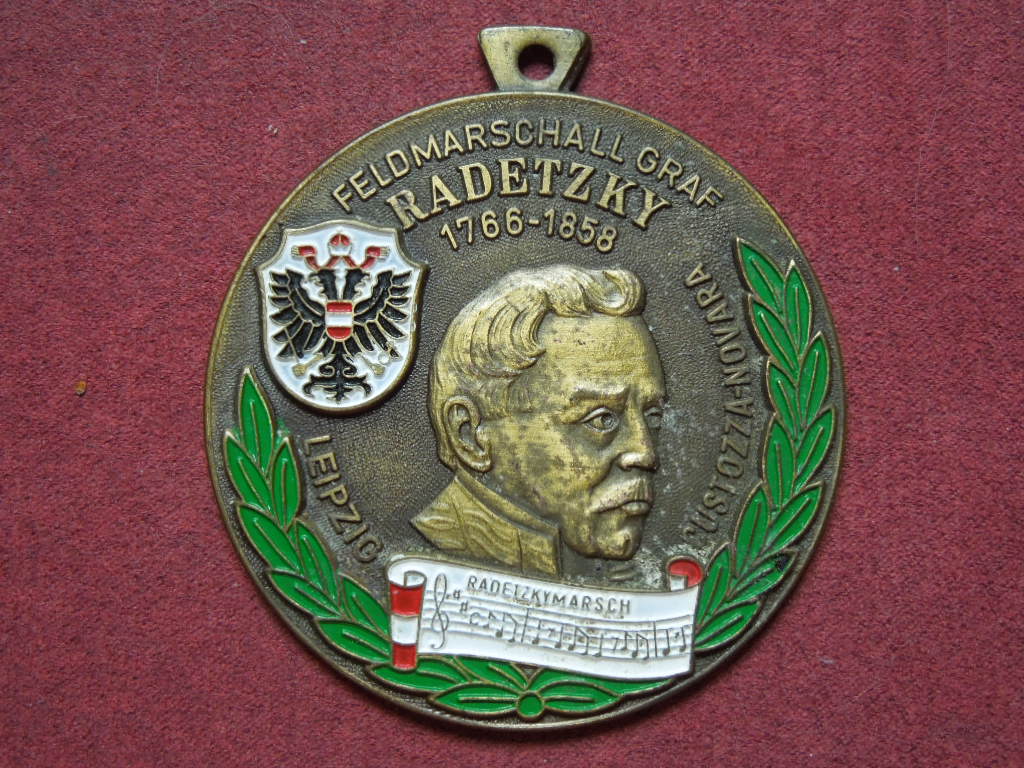 FELDMARSCHALL GRAF
RADETZKY
1766-1858
LEIPZIG
CUSTOZZA-NOVARA
RADETZKYMARSCH